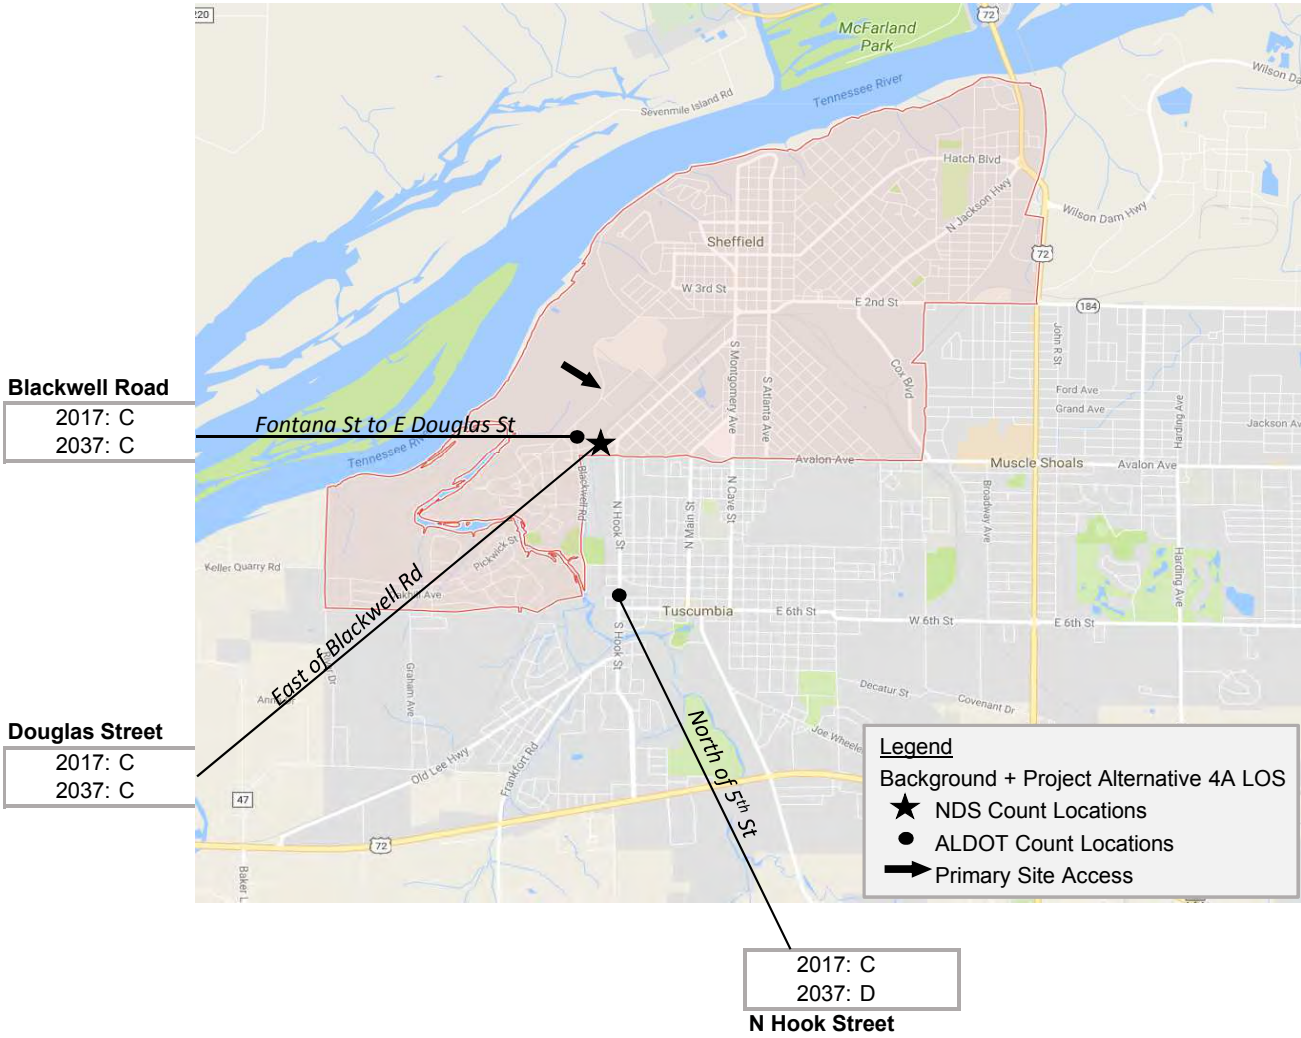 220
McFarland
Park
72
Wilson Da
Tennessee River
Sevenmile Island Rd
Hatch Blvd
N Jackson Hwy
Wilson Dam Hwy
Sheffield
72
W 3rd St
E 2nd St
184
John R St
S Montgomery Ave
S Atlanta Ave
Cox Blvd
Ford Ave
Grand Ave
Harding Ave
Jackson Av
Blackwell Road
2017: C
2037: C
Fontana St to E Douglas St
Tennessee Riv
Avalon Ave
Muscle Shoals
Avalon Ave
Blackwell Rd
N Hook St
N Main St
N Cave St
Broadway Ave
Harding Ave
Pickwick St
Keller Quarry Rd
East of Blackwell Rd
Tuscumbia
E 6th St
W 6th St
E 6th St
S Hook St
Graham Ave
Decatur St
Covenant Dr
Joe Wheele
Old Lee Hwy
Frankfort Rd
North of 5th St
Douglas Street
2017: C
2037: C
47
72
Baker L
Legend
Background + Project Alternative 4A LOS
NDS Count Locations
ALDOT Count Locations
Primary Site Access
2017: C
2037: D
N Hook Street